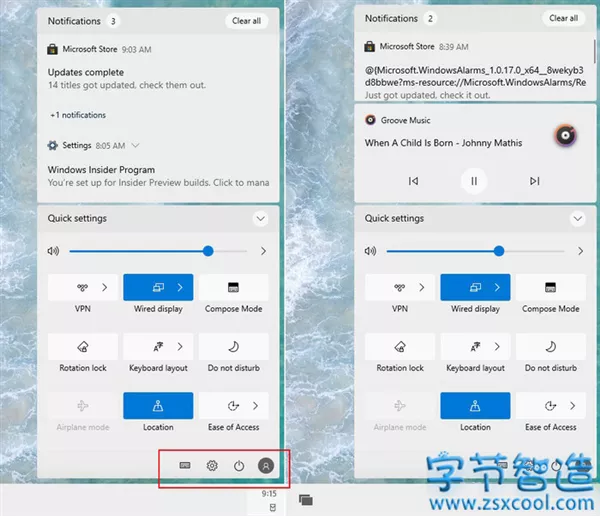 Notifications 3 Clear all
Microsoft Store 9:03 AM
Updates complete
14 titles got updated, check them out.
+1 notifications
Settings 8:05 AM
Windows Insider Program
You're set up for Insider Preview builds. Click to mana
Quick settings
VPN Wired display Compose Mode
Rotation lock Keyboard layout Do not disturb
Airplane mode Location Ease of Access
9:15
Notifications 2 Clear all
Microsoft Store 8:39 AM
@{Microsoft.WindowsAlarms_1.0.17.0_x64__8wekyb3
d8bbwe?ms-resource://Microsoft.WindowsAlarms/Re
Just got updated, check it out.
Groove Music
When A Child Is Born - Johnny Mathis
Quick settings
VPN Wired display Compose Mode
Rotation lock Keyboard layout Do not disturb
Airplane mode Location Ease of Access
字节智造
www.zsxcool.com